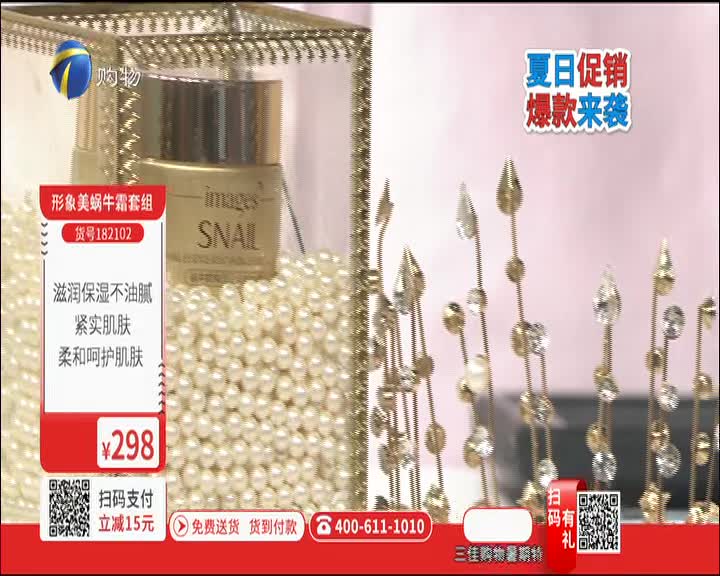 购物
夏日促销
爆款来袭
images
SNAIL
形象美蜗牛霜套组
货号182102
滋润保湿不油腻
紧实肌肤
柔和呵护肌肤
¥298
扫码支付
立减15元
免费送货 货到付款
400-611-1010
三佳购物暑期特
扫码
有礼